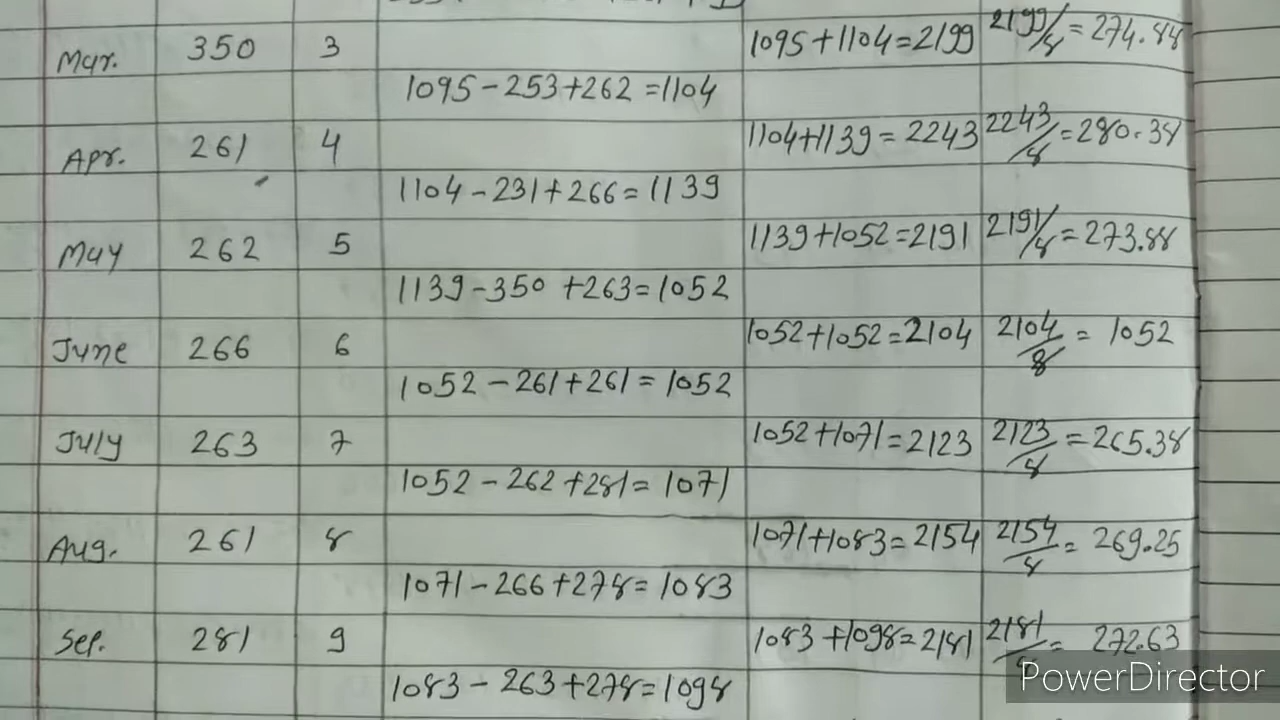 Mar. 350 3 1095+1104=2199 2199/8=274.88
1095-253+262=1104
Apr. 261 4 1104+1139=2243 2243/8=280.38
1104-231+266=1139
May 262 5 1139+1052=2191 2191/8=273.88
1139-350+263=1052
June 266 6 1052+1052=2104 2104/8=1052
1052-261+261=1052
July 263 7 1052+1071=2123 2123/8=265.38
1052-262+281=1071
Aug. 261 8 1071+1083=2154 2154/8=269.25
1071-266+278=1083
Sep. 281 9 1083+1098=2181 2181/8=272.63
1083-263+278=1098
PowerDirector